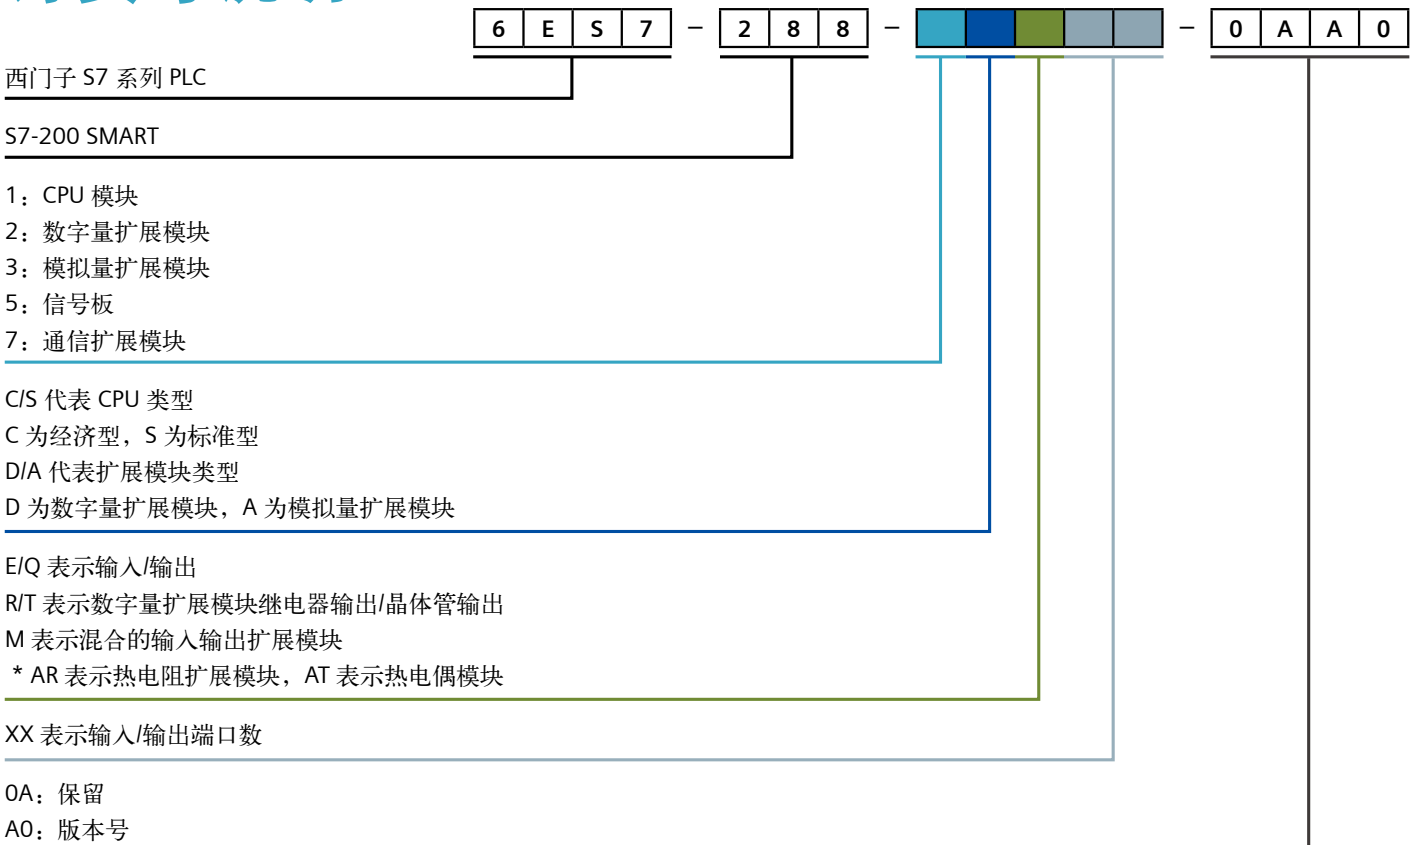 6ES7 – 288 – – 0AA0
西门子 S7 系列 PLC
S7-200 SMART
1：CPU 模块
2：数字量扩展模块
3：模拟量扩展模块
5：信号板
7：通信扩展模块
C/S 代表 CPU 类型
C 为经济型，S 为标准型
D/A 代表扩展模块类型
D 为数字量扩展模块，A 为模拟量扩展模块
E/Q 表示输入/输出
R/T 表示数字量扩展模块继电器输出/晶体管输出
M 表示混合的输入输出扩展模块
* AR 表示热电阻扩展模块，AT 表示热电偶模块
XX 表示输入/输出端口数
0A：保留
A0：版本号